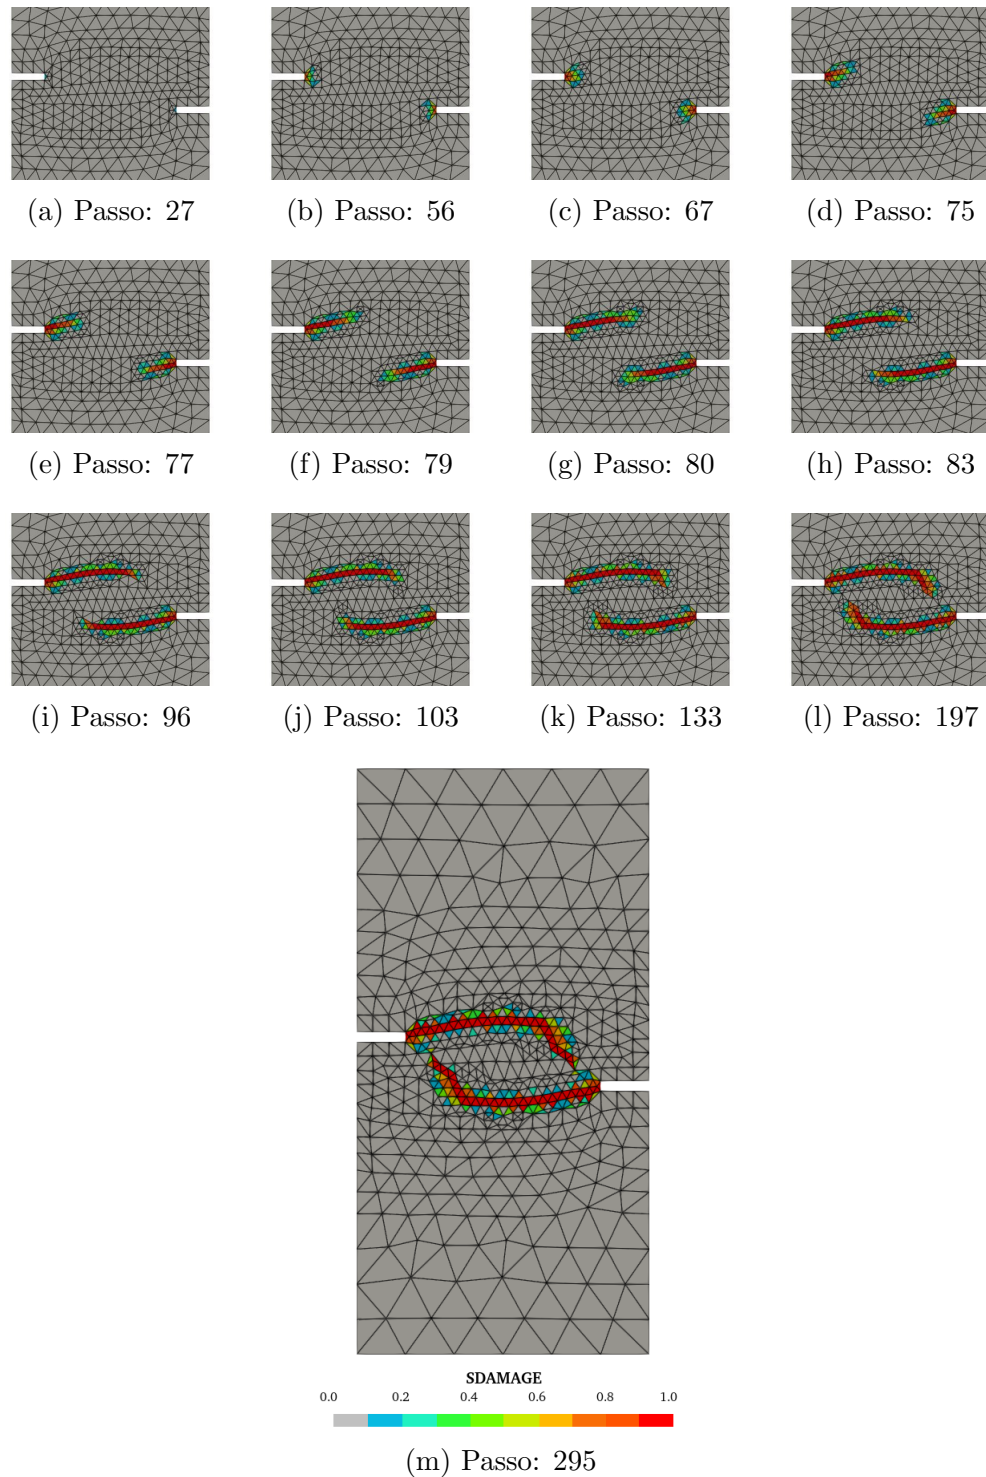 (a) Passo: 27
(b) Passo: 56
(c) Passo: 67
(d) Passo: 75
(e) Passo: 77
(f) Passo: 79
(g) Passo: 80
(h) Passo: 83
(i) Passo: 96
(j) Passo: 103
(k) Passo: 133
(l) Passo: 197
SDAMAGE
0.0 0.2 0.4 0.6 0.8 1.0
(m) Passo: 295